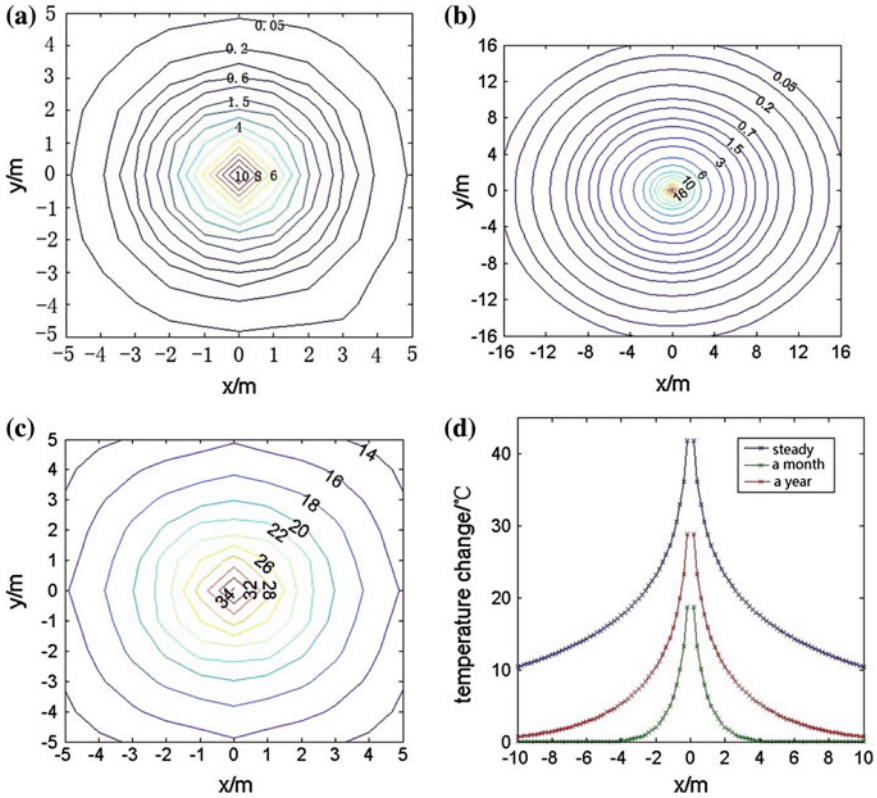 (a)
5
4
3
2
1
0
-1
-2
-3
-4
5
y/m
0.05
0.2
0.6
1.5
4
10 8 6
-5 -4 -3 -2 -1 0 1 2 3 4 5
x/m
(b)
16
12
8
4
0
-4
-8
-12
-16
y/m
0.05
0.2
0.7
1.5
3
6
10
16
-16 -12 -8 -4 0 4 8 12 16
x/m
(c)
5
4
3
2
1
0
-1
-2
-3
-4
-5
y/m
14
16
18
20
22
26
28
32
34
-5 -4 -3 -2 -1 0 1 2 3 4 5
x/m
(d)
40
30
20
10
0
temperature change/℃
steady
a month
a year
-10 -8 -6 -4 -2 0 2 4 6 8 10
x/m